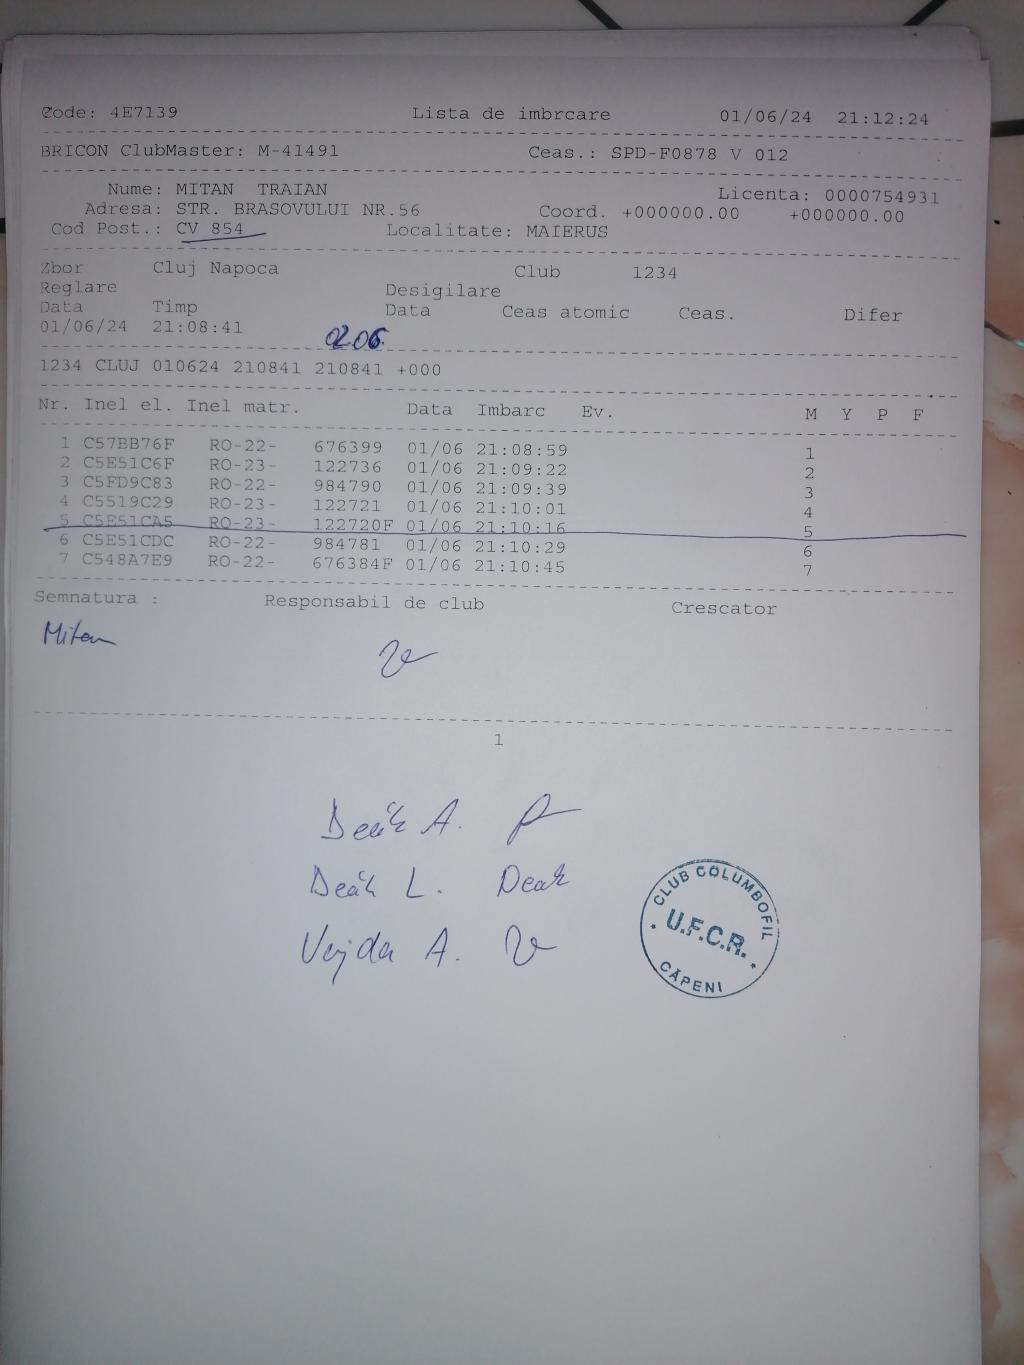 Code: 4E7139 Lista de imbrcare 01/06/24 21:12:24
BRICON ClubMaster: M-41491 Ceas.: SPD-F0878 V 012
Nume: MITAN TRAIAN Licenta: 0000754931
Adresa: STR. BRASOVULUI NR.56 Coord. +000000.00 +000000.00
Cod Post.: CV 854 Localitate: MAIERUS
Zbor Cluj Napoca Club 1234
Reglare Desigilare
Data Timp Data Ceas atomic Ceas. Difer
01/06/24 21:08:41
02.06.
1234 CLUJ 010624 210841 210841 +000
Nr. Inel el. Inel matr. Data Imbarc Ev. M Y P F
1 C57BB76F RO-22- 676399 01/06 21:08:59 1
2 C5E51C6F RO-23- 122736 01/06 21:09:22 2
3 C5FD9C83 RO-22- 984790 01/06 21:09:39 3
4 C5519C29 RO-23- 122721 01/06 21:10:01 4
5 C5E51CA5 RO-23- 122720F 01/06 21:10:16 5
6 C5E51CDC RO-22- 984781 01/06 21:10:29 6
7 C548A7E9 RO-22- 676384F 01/06 21:10:45 7
Semnatura : Responsabil de club Crescator
Mitan
1
Deák A.
Deák L. Deak
Vajda A.
CLUB COLUMBOFIL
U.F.C.R.
CĂPENI